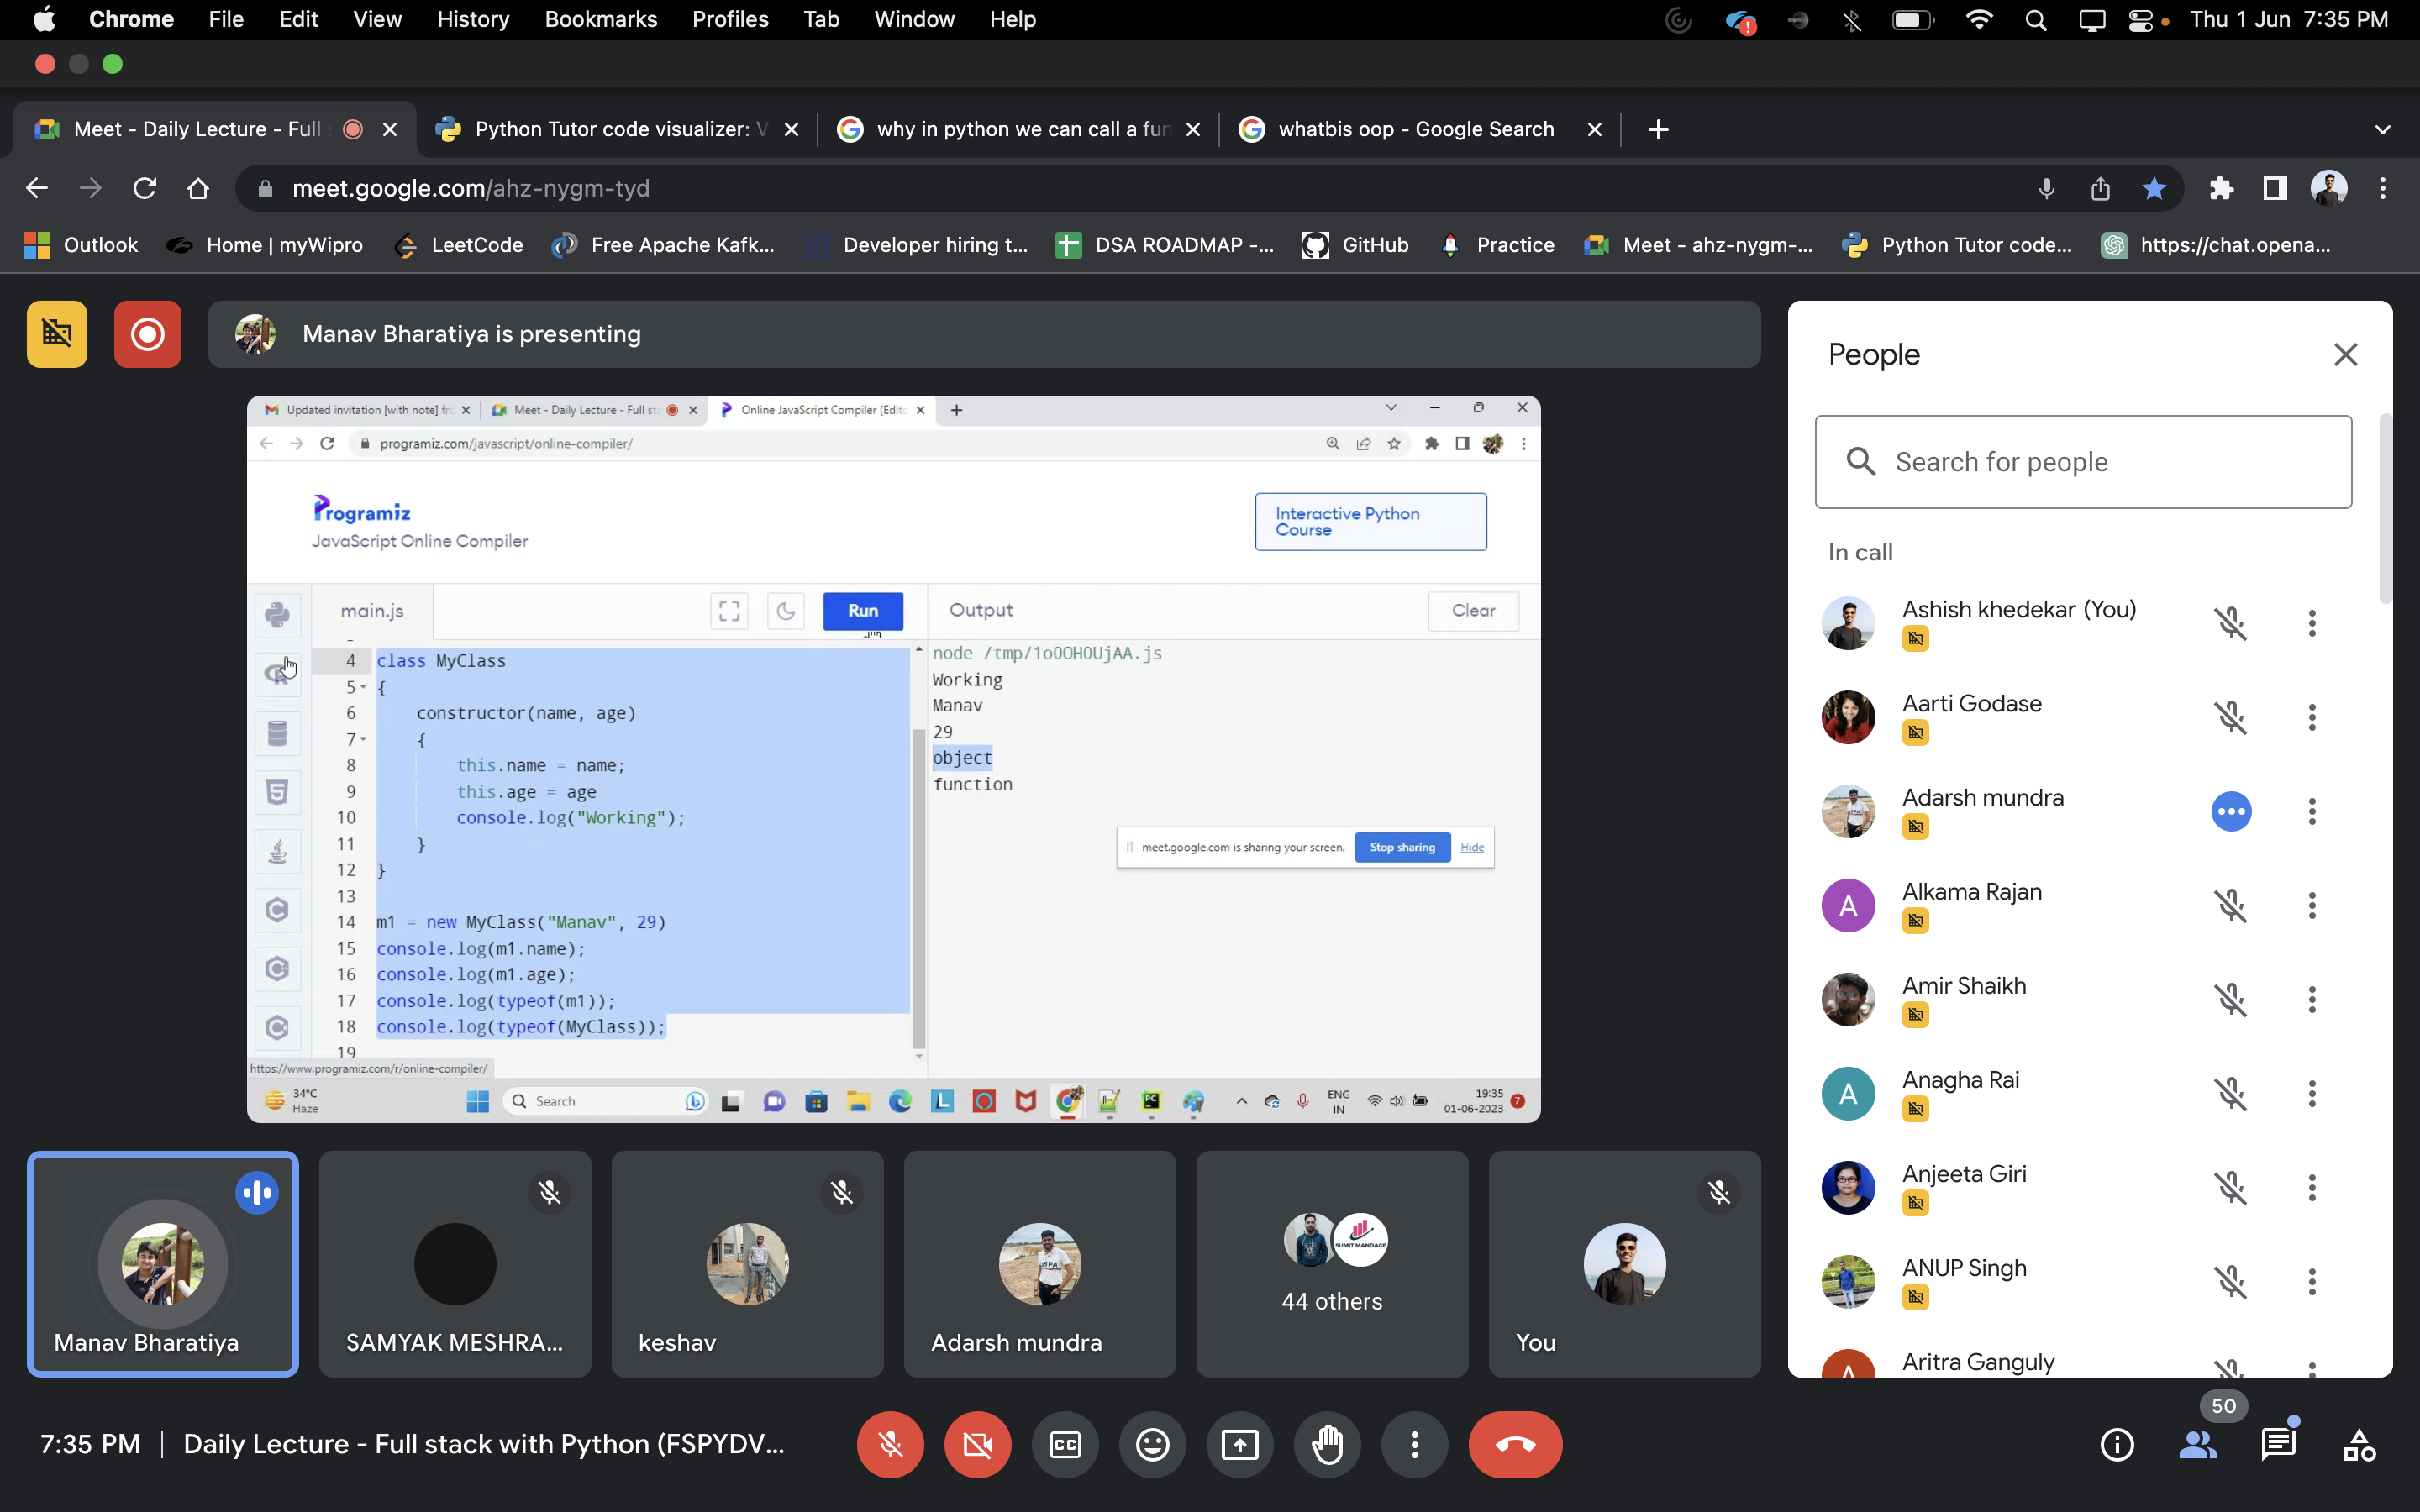 Chrome File Edit View History Bookmarks Profiles Tab Window Help Thu 1 Jun 7:35 PM
Meet - Daily Lecture - Full Python Tutor code visualizer: V why in python we can call a fun whatbis oop - Google Search
meet.google.com/ahz-nygm-tyd
Outlook Home | myWipro LeetCode Free Apache Kafk... Developer hiring t... DSA ROADMAP -... GitHub Practice Meet - ahz-nygm-... Python Tutor code... https://chat.opena...
Manav Bharatiya is presenting
Updated invitation [with note] fr Meet - Daily Lecture - Full st Online JavaScript Compiler (Edit
programiz.com/javascript/online-compiler/
Programiz
JavaScript Online Compiler
Interactive Python
Course
main.js
Run
Output
Clear
4 class MyClass
5 {
6 constructor(name, age)
7 {
8 this.name = name;
9 this.age = age
10 console.log("Working");
11 }
12 }
13
14 m1 = new MyClass("Manav", 29)
15 console.log(m1.name);
16 console.log(m1.age);
17 console.log(typeof(m1));
18 console.log(typeof(MyClass));
19
node /tmp/1oOOHOUjAA.js
Working
Manav
29
object
function
meet.google.com is sharing your screen. Stop sharing Hide
https://www.programiz.com/r/online-compiler/
34°C
Haze
Search
ENG
IN
19:35
01-06-2023
7
People
Search for people
In call
Ashish khedekar (You)
Aarti Godase
Adarsh mundra
A Alkama Rajan
Amir Shaikh
A Anagha Rai
Anjeeta Giri
ANUP Singh
A Aritra Ganguly
Manav Bharatiya
SAMYAK MESHRA...
keshav
Adarsh mundra
SUMIT MANDAGE
44 others
You
7:35 PM | Daily Lecture - Full stack with Python (FSPYDV...
CC
50